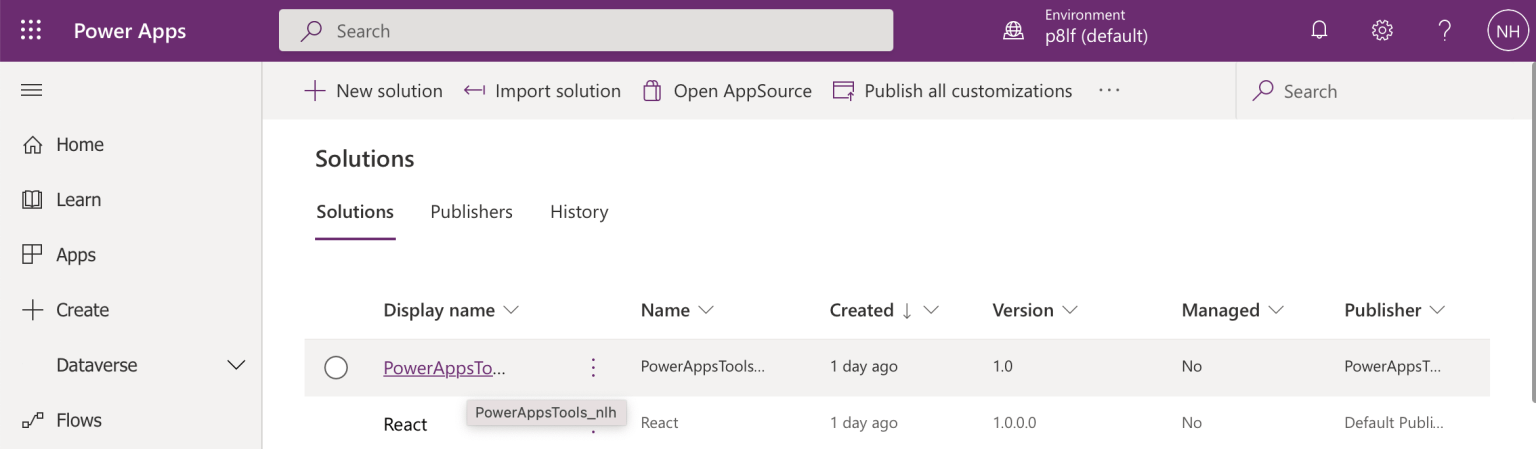 Power Apps
Search
Environment
p8lf (default)
NH
New solution
Import solution
Open AppSource
Publish all customizations
Search
Home
Learn
Apps
Create
Dataverse
Flows
Solutions
Solutions Publishers History
Display name Name Created Version Managed Publisher
PowerAppsTo... PowerAppsTools... 1 day ago 1.0 No PowerAppsT...
PowerAppsTools_nlh
React React 1 day ago 1.0.0.0 No Default Publi...